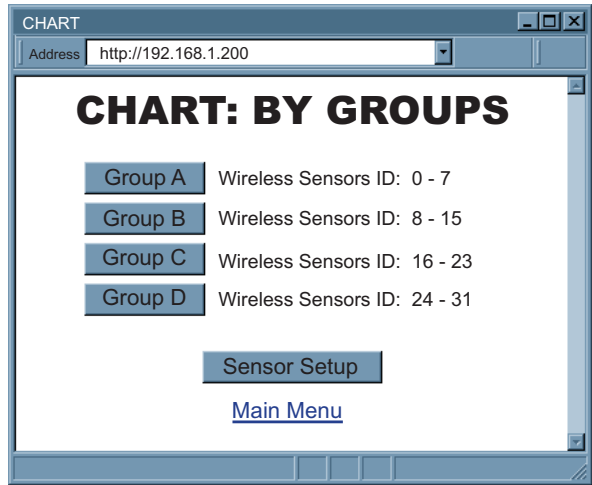 CHART
Address http://192.168.1.200
CHART: BY GROUPS
Group A Wireless Sensors ID: 0 - 7
Group B Wireless Sensors ID: 8 - 15
Group C Wireless Sensors ID: 16 - 23
Group D Wireless Sensors ID: 24 - 31
Sensor Setup
Main Menu